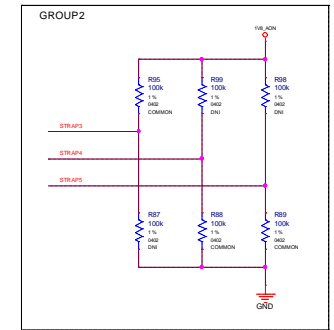 GROUP2
1V8_AON
R95
100k
1 %
0402
COMMON
R99
100k
1 %
0402
DNI
R98
100k
1 %
0402
DNI
STRAP3
STRAP4
STRAP5
R87
100k
1 %
0402
DNI
R88
100k
1 %
0402
COMMON
R89
100k
1 %
0402
COMMON
GND